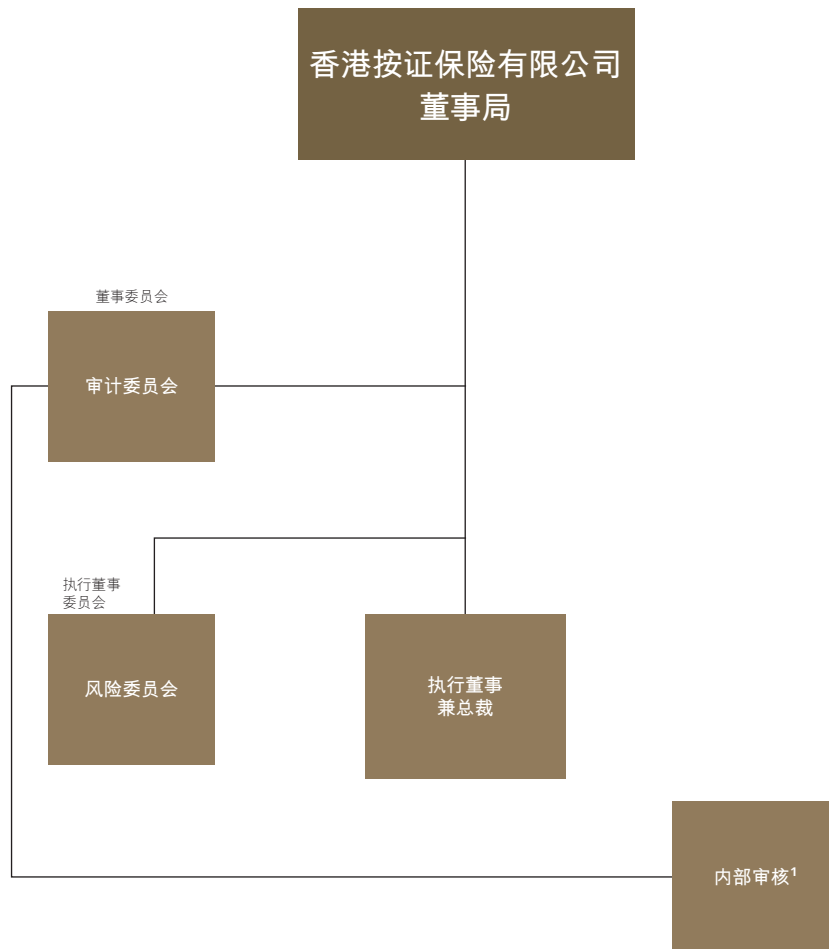 香港按证保险有限公司
董事局
董事委员会
审计委员会
执行董事
委员会
风险委员会
执行董事
兼总裁
内部审核¹